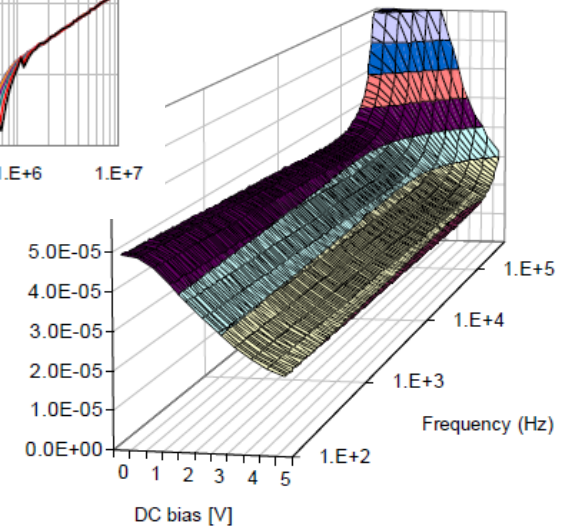 1.E+7
5.0E-05
4.0E-05
3.0E-05
2.0E-05
1.0E-05
0.0E+00
0 1 2 3 4 5
DC bias [V]
1.E+5
1.E+4
1.E+3
1.E+2
Frequency (Hz)